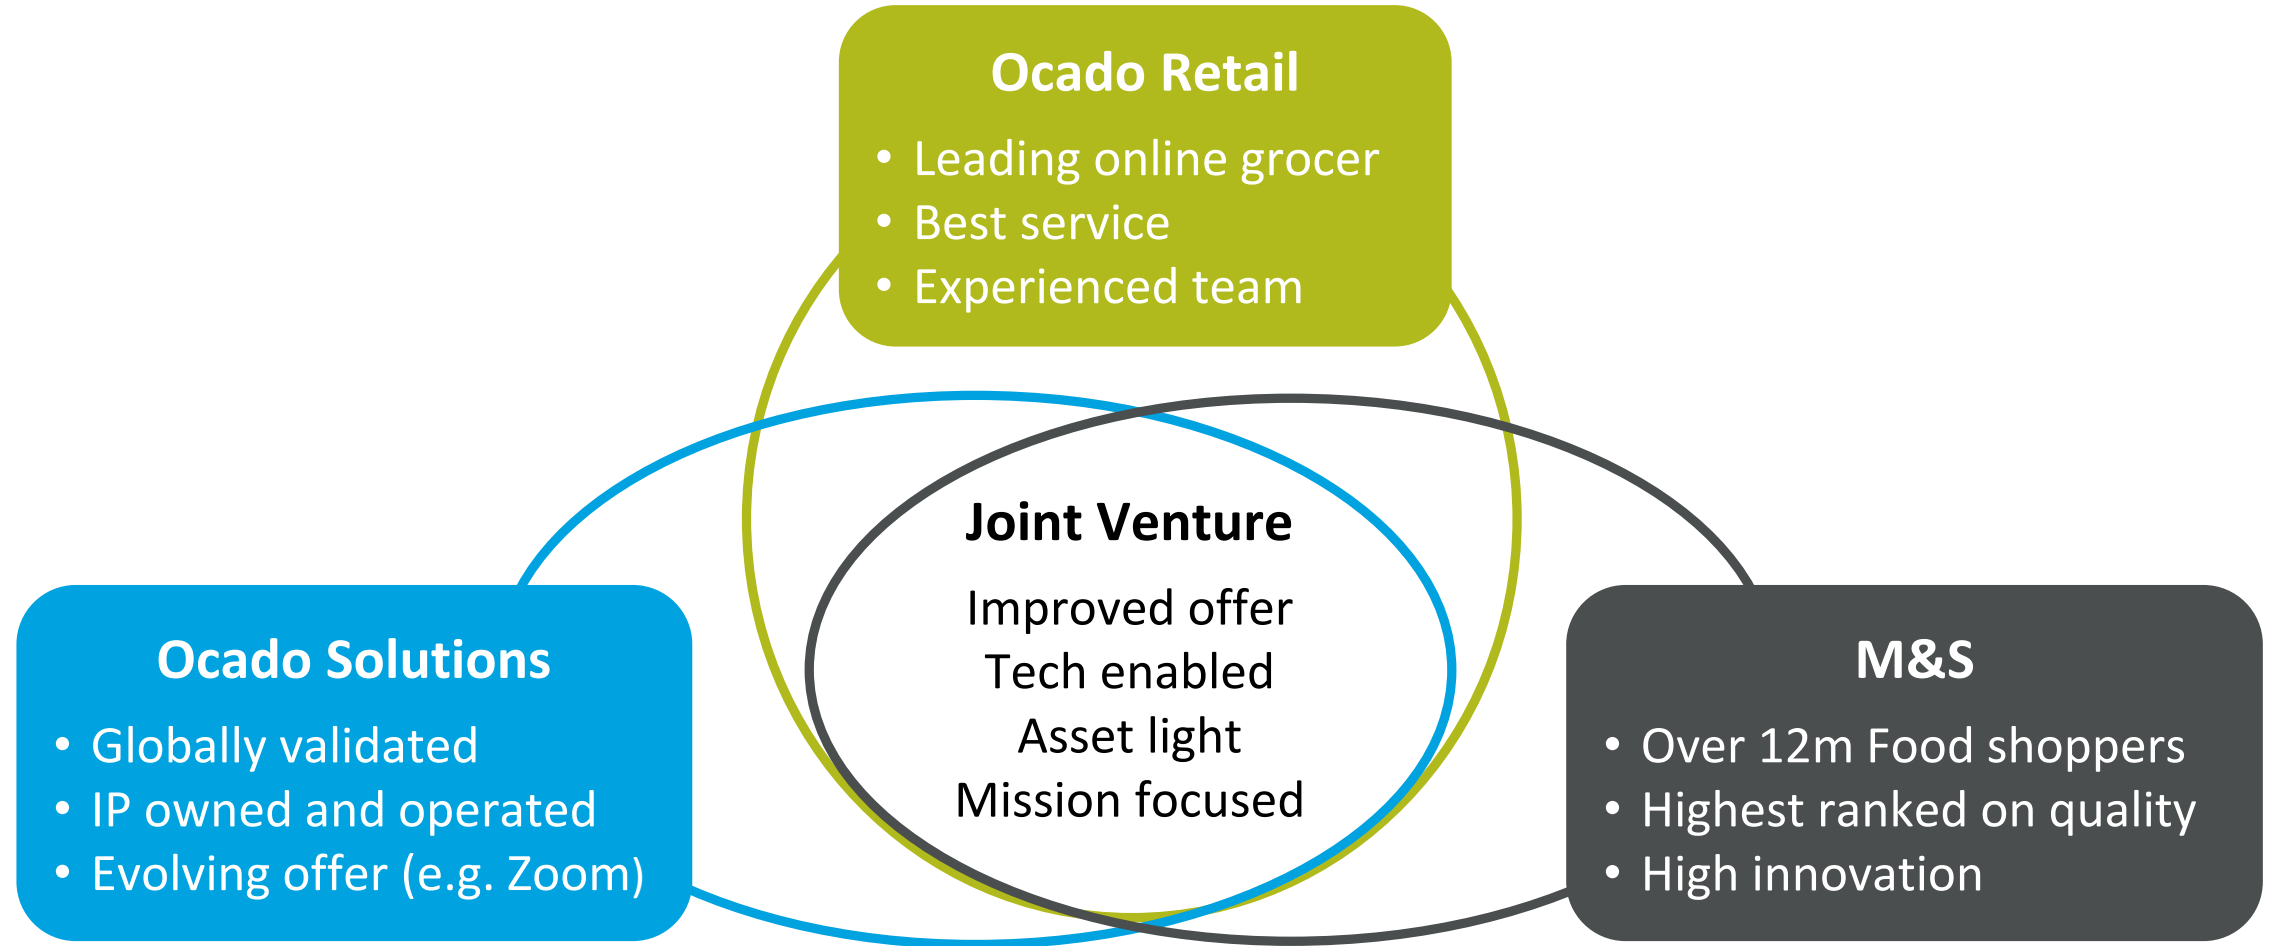 Ocado Retail
• Leading online grocer
• Best service
• Experienced team
Joint Venture
Improved offer
Tech enabled
Asset light
Mission focused
Ocado Solutions
• Globally validated
• IP owned and operated
• Evolving offer (e.g. Zoom)
M&S
• Over 12m Food shoppers
• Highest ranked on quality
• High innovation